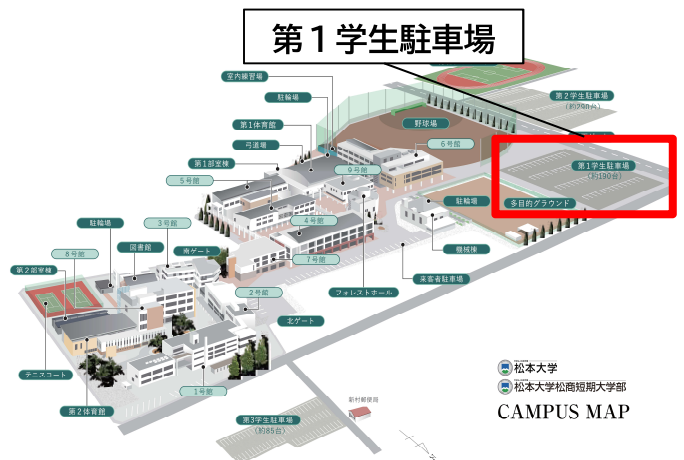 第１学生駐車場
室内練習場
第2学生駐車場
(約290台)
駐輪場
第1体育館
野球場
弓道場
6号館
第1部室棟
9号館
第1学生駐車場
(約190台)
5号館
駐輪場
多目的グラウンド
4号館
駐輪場
3号館
図書館
南ゲート
機械棟
8号館
7号館
来客者駐車場
第2部室棟
2号館
フォレストホール
北ゲート
テニスコート
1号館
第2体育館
新村郵便局
第3学生駐車場
(約85台)
松本大学
松本大学松商短期大学部
CAMPUS MAP